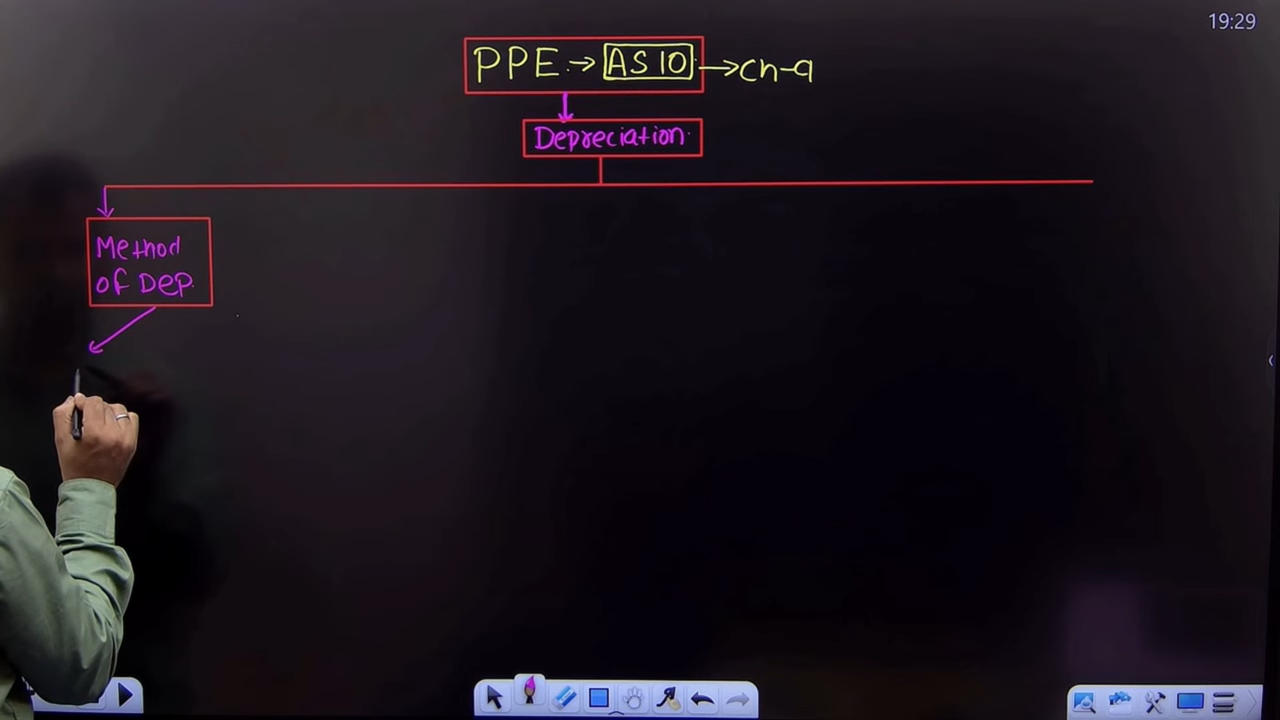 19:29
PPE → AS 10 → Ch-9
Depreciation
Method
of Dep.